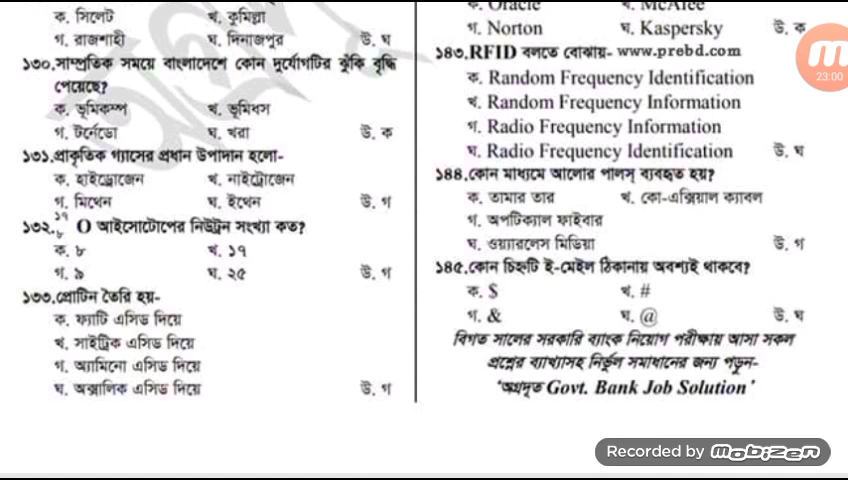 ক. সিলেট খ. কুমিল্লা
গ. রাজশাহী ঘ. দিনাজপুর উ. ঘ
১৩০.সাম্প্রতিক সময়ে বাংলাদেশে কোন দুর্যোগটির ঝুঁকি বৃদ্ধি
পেয়েছে?
ক. ভূমিকম্প খ. ভূমিধস
গ. টর্নেডো ঘ. খরা উ. ক
১৩১.প্রাকৃতিক গ্যাসের প্রধান উপাদান হলো-
ক. হাইড্রোজেন খ. নাইট্রোজেন
গ. মিথেন ঘ. ইথেন উ. গ
১৩২. ১৭ ৮ O আইসোটোপের নিউট্রন সংখ্যা কত?
ক. ৮ খ. ১৭
গ. ৯ ঘ. ২৫ উ. গ
১৩৩.প্রোটিন তৈরি হয়-
ক. ফ্যাটি এসিড দিয়ে
খ. সাইট্রিক এসিড দিয়ে
গ. অ্যামিনো এসিড দিয়ে
ঘ. অক্সালিক এসিড দিয়ে উ. গ
ক. Oracle খ. McAfee
গ. Norton ঘ. Kaspersky উ. ক
১৪৩.RFID বলতে বোঝায়- www.prebd.com
ক. Random Frequency Identification
খ. Random Frequency Information
গ. Radio Frequency Information
ঘ. Radio Frequency Identification উ. ঘ
১৪৪.কোন মাধ্যমে আলোর পালস্ ব্যবহৃত হয়?
ক. তামার তার খ. কো-এক্সিয়াল ক্যাবল
গ. অপটিক্যাল ফাইবার
ঘ. ওয়্যারলেস মিডিয়া উ. গ
১৪৫.কোন চিহ্নটি ই-মেইল ঠিকানায় অবশ্যই থাকবে?
ক. $ খ. #
গ. & ঘ. @ উ. ঘ
বিগত সালের সরকারি ব্যাংক নিয়োগ পরীক্ষায় আসা সকল
প্রশ্নের ব্যাখ্যাসহ নির্ভুল সমাধানের জন্য পড়ুন-
‘অগ্রদূত Govt. Bank Job Solution’
23:00
Recorded by mobizen